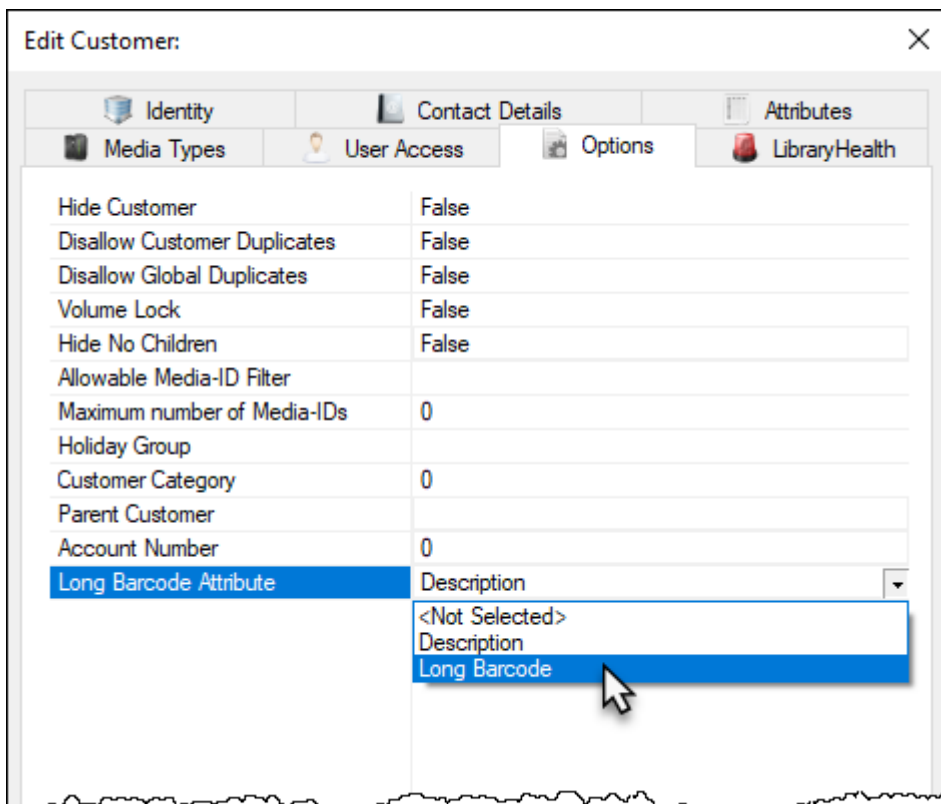 Edit Customer:
Identity Contact Details Attributes
Media Types User Access Options LibraryHealth
Hide Customer False
Disallow Customer Duplicates False
Disallow Global Duplicates False
Volume Lock False
Hide No Children False
Allowable Media-ID Filter
Maximum number of Media-IDs 0
Holiday Group
Customer Category 0
Parent Customer
Account Number 0
Long Barcode Attribute Description
<Not Selected>
Description
Long Barcode